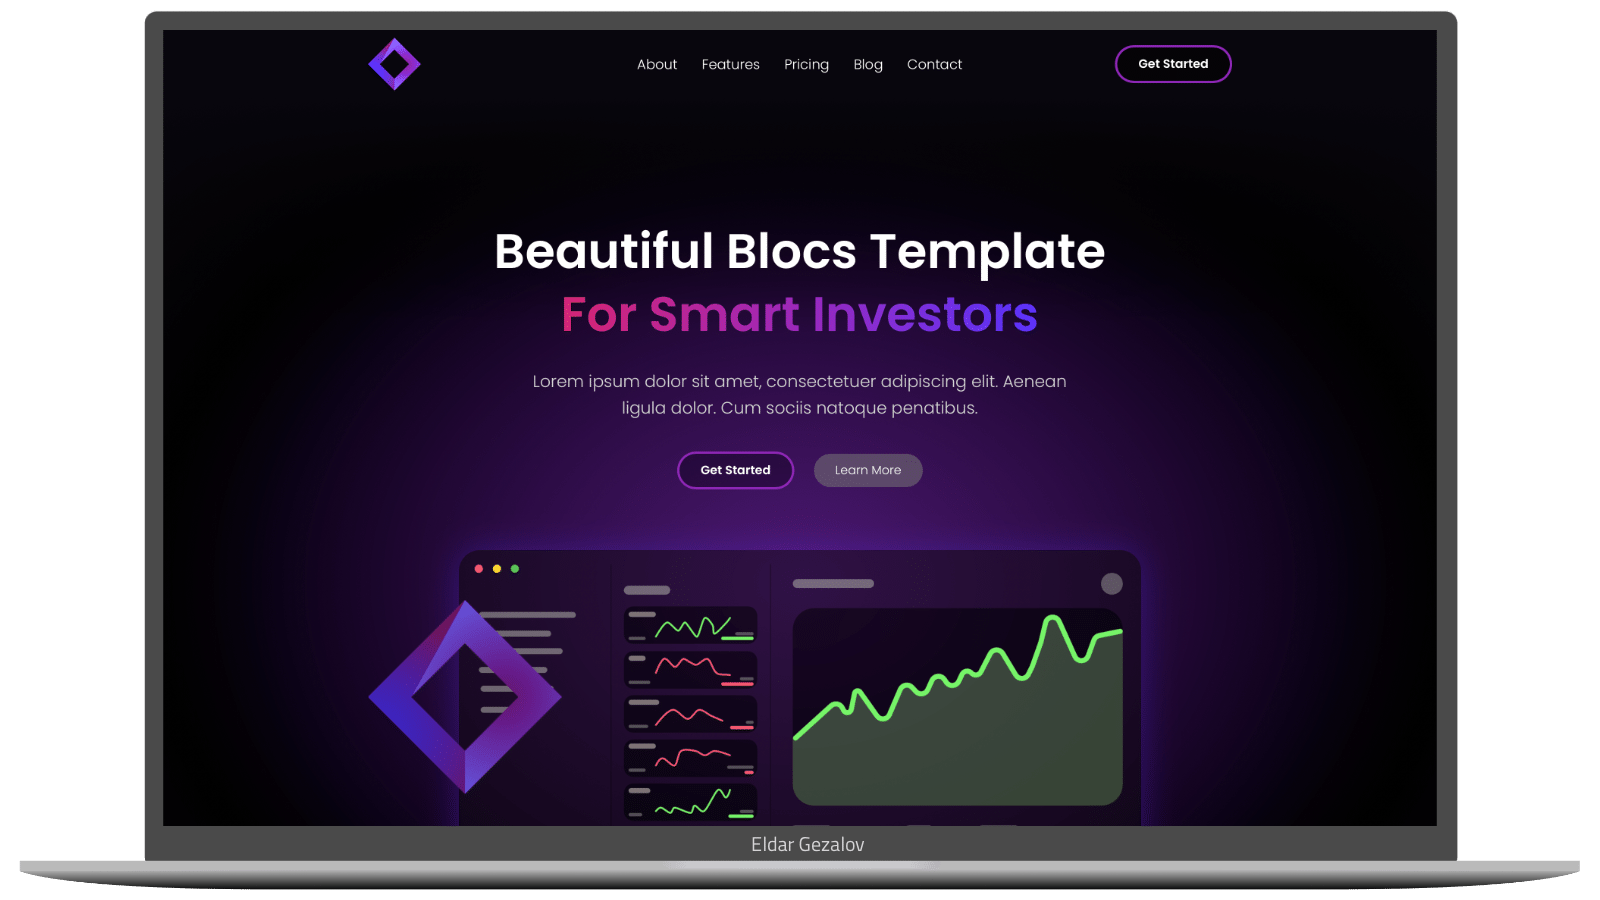 About Features Pricing Blog Contact
Get Started
Beautiful Blocs Template
For Smart Investors
Lorem ipsum dolor sit amet, consectetuer adipiscing elit. Aenean
ligula dolor. Cum sociis natoque penatibus.
Get Started
Learn More
Eldar Gezalov